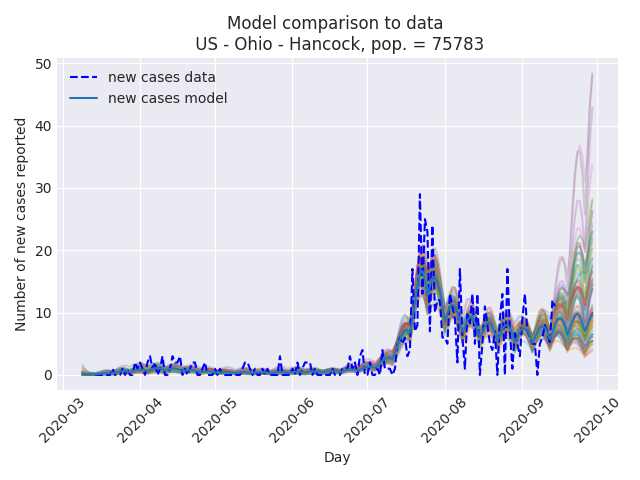 Model comparison to data
US - Ohio - Hancock, pop. = 75783
new cases data
new cases model
Number of new cases reported
50
40
30
20
10
0
2020-03
2020-04
2020-05
2020-06
2020-07
2020-08
2020-09
2020-10
Day